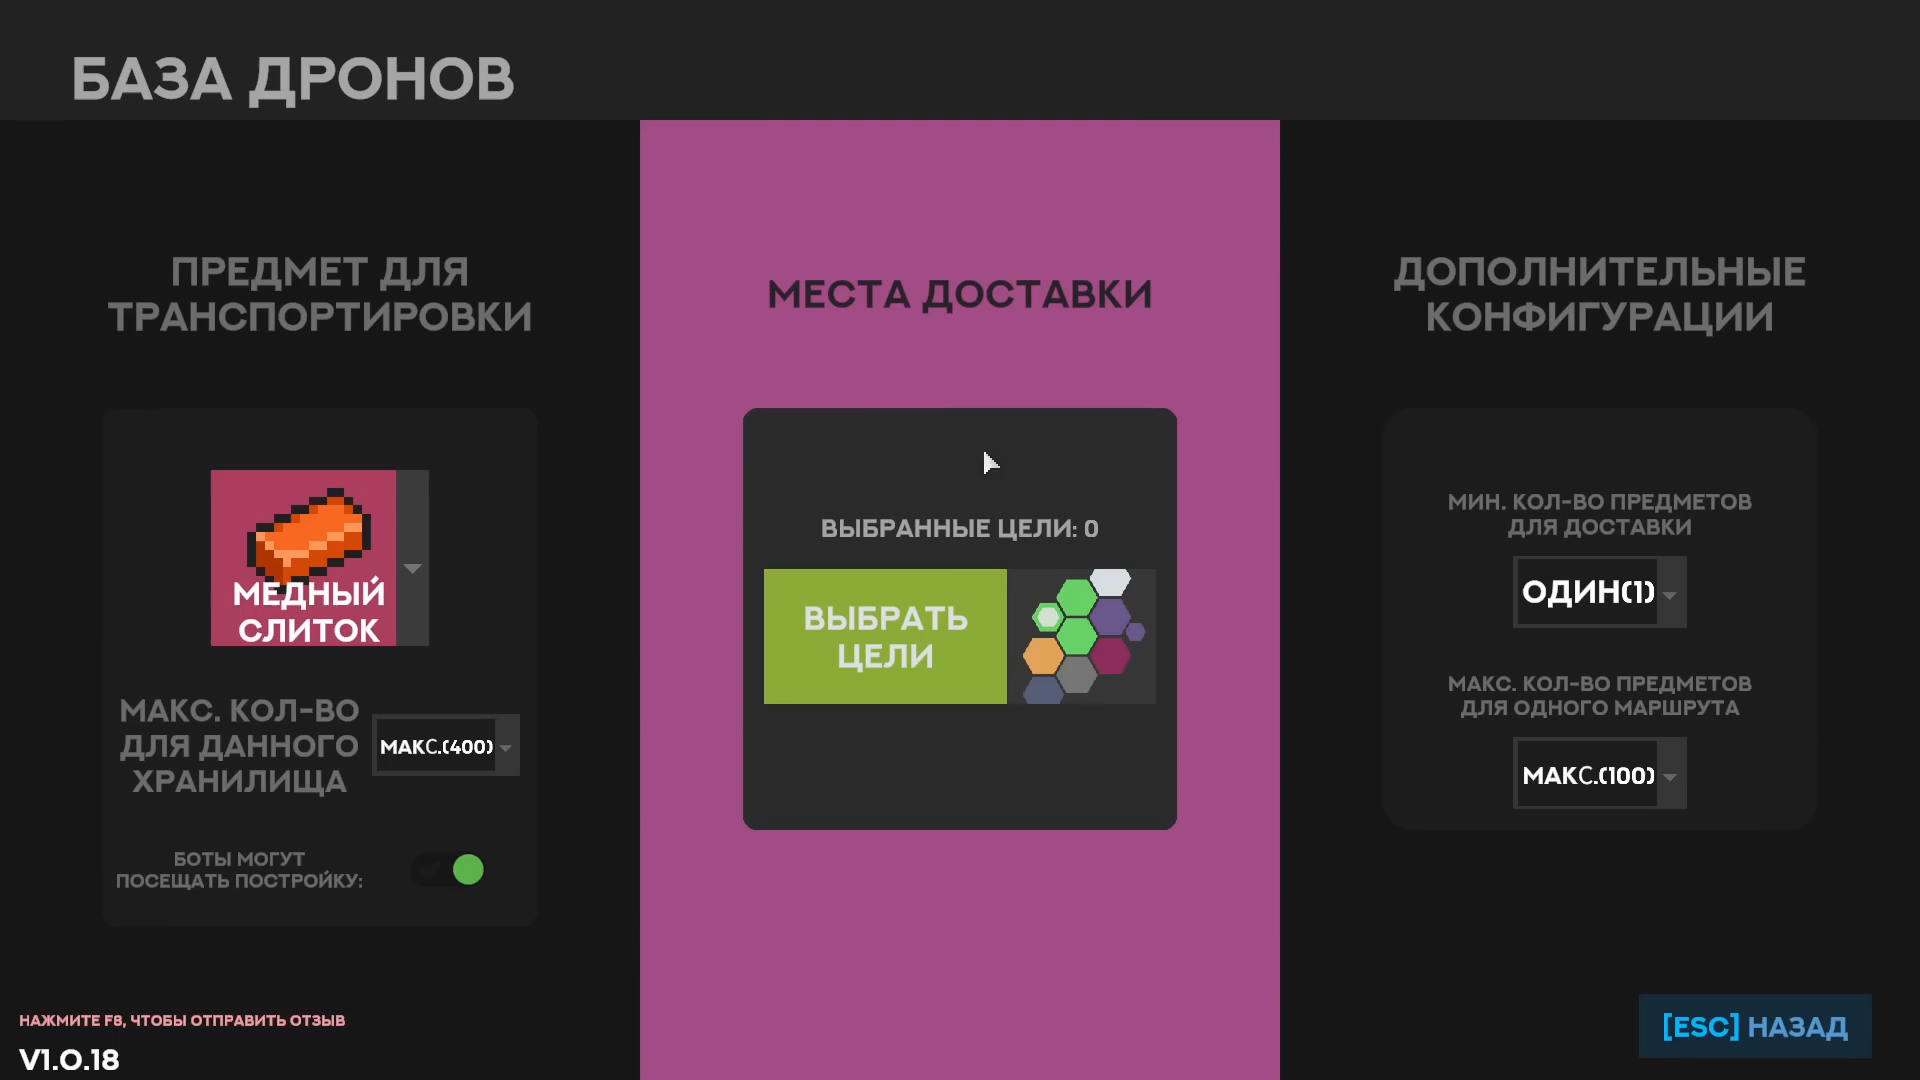 БАЗА ДРОНОВ
ПРЕДМЕТ ДЛЯ
ТРАНСПОРТИРОВКИ
МЕДНЫЙ
СЛИТОК
МАКС. КОЛ-ВО
ДЛЯ ДАННОГО
ХРАНИЛИЩА
МАКС.(400)
БОТЫ МОГУТ
ПОСЕЩАТЬ ПОСТРОЙКУ:
МЕСТА ДОСТАВКИ
ВЫБРАННЫЕ ЦЕЛИ: 0
ВЫБРАТЬ
ЦЕЛИ
ДОПОЛНИТЕЛЬНЫЕ
КОНФИГУРАЦИИ
МИН. КОЛ-ВО ПРЕДМЕТОВ
ДЛЯ ДОСТАВКИ
ОДИН(1)
МАКС. КОЛ-ВО ПРЕДМЕТОВ
ДЛЯ ОДНОГО МАРШРУТА
МАКС.(100)
НАЖМИТЕ F8, ЧТОБЫ ОТПРАВИТЬ ОТЗЫВ
V1.0.18
[ESC] НАЗАД